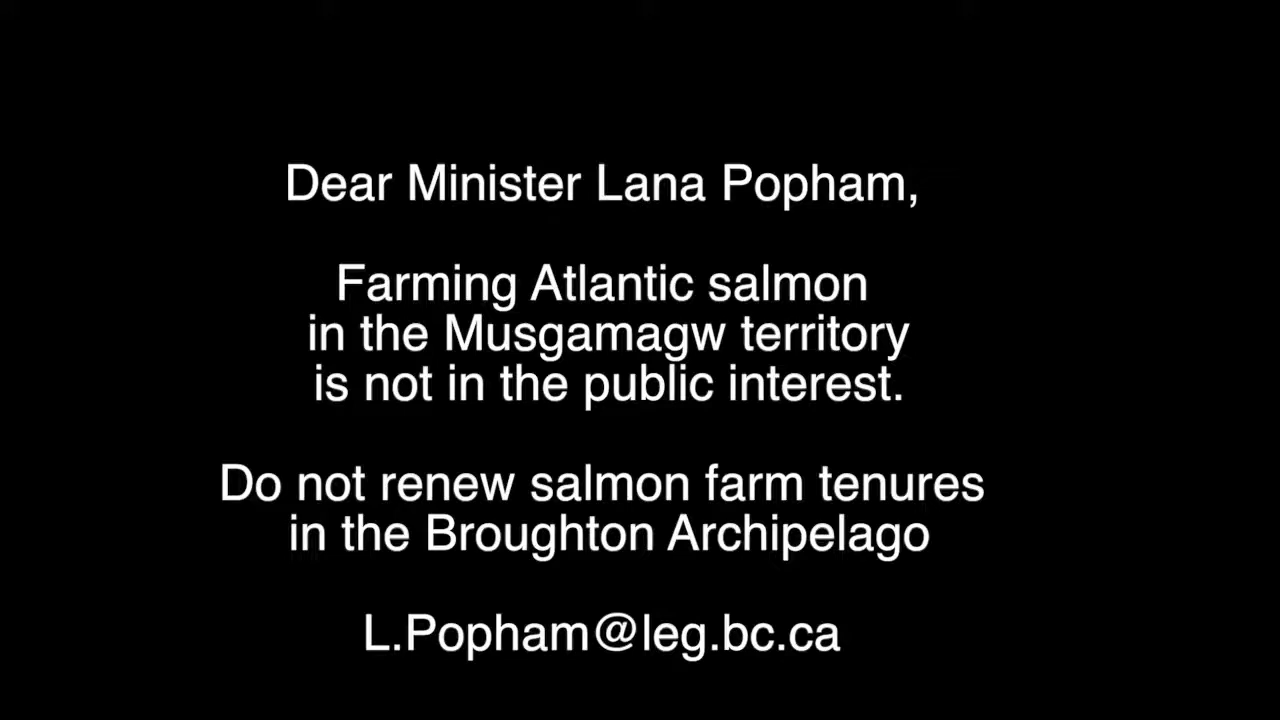 Dear Minister Lana Popham,
Farming Atlantic salmon
in the Musgamagw territory
is not in the public interest.
Do not renew salmon farm tenures
in the Broughton Archipelago
L.Popham@leg.bc.ca